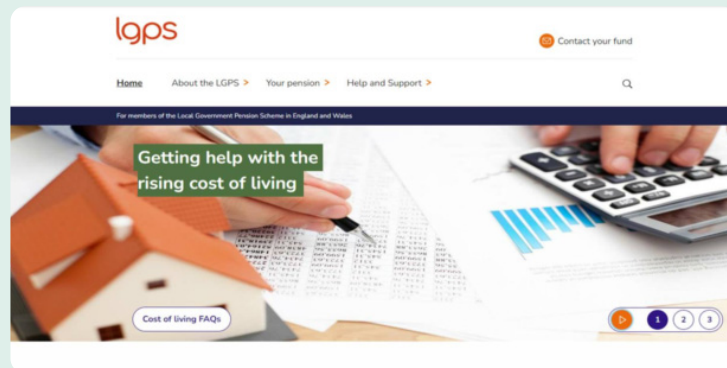 lgps
Contact your fund
Home About the LGPS > Your pension > Help and Support >
For members of the Local Government Pension Scheme in England and Wales
Getting help with the
rising cost of living
Cost of living FAQs
1 2 3